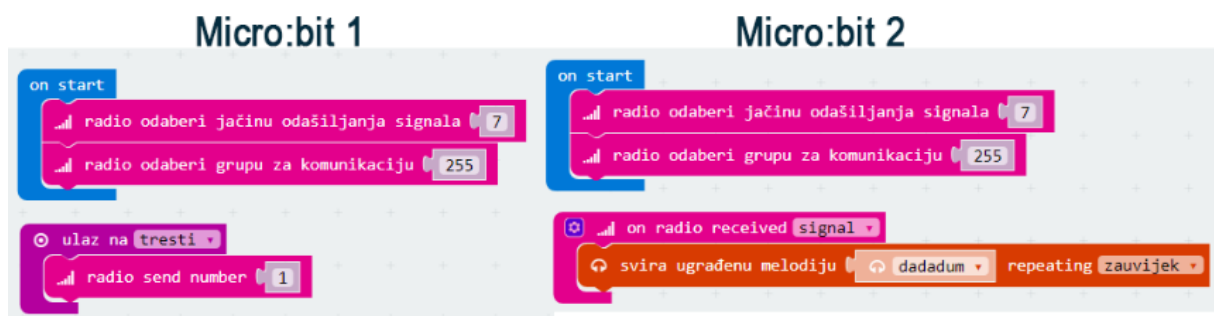 Micro:bit 1
on start
radio odaberi jačinu odašiljanja signala 7
radio odaberi grupu za komunikaciju 255
ulaz na tresti
radio send number 1
Micro:bit 2
on start
radio odaberi jačinu odašiljanja signala 7
radio odaberi grupu za komunikaciju 255
on radio received signal
svira ugrađenu melodiju dadadum repeating zauvijek